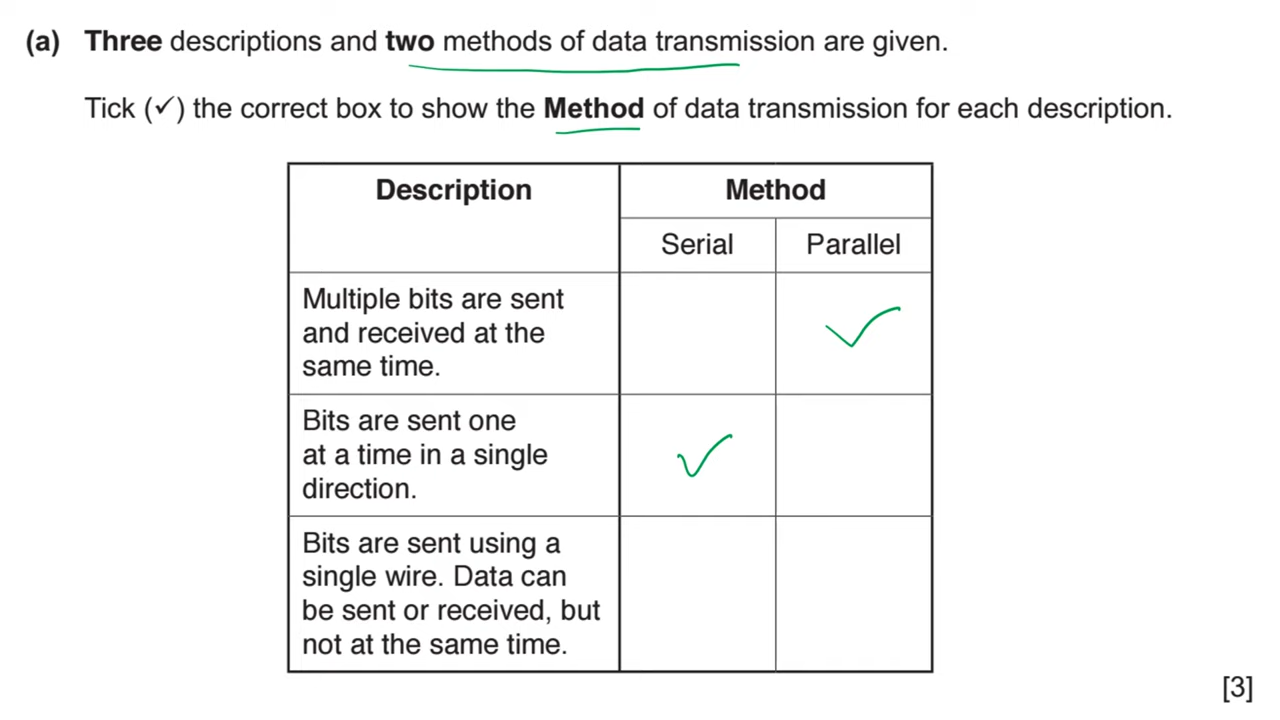 (a) Three descriptions and two methods of data transmission are given.
Tick (✓) the correct box to show the Method of data transmission for each description.
Description
Method
Serial
Parallel
Multiple bits are sent
and received at the
same time.
✓
Bits are sent one
at a time in a single
direction.
✓
Bits are sent using a
single wire. Data can
be sent or received, but
not at the same time.
[3]